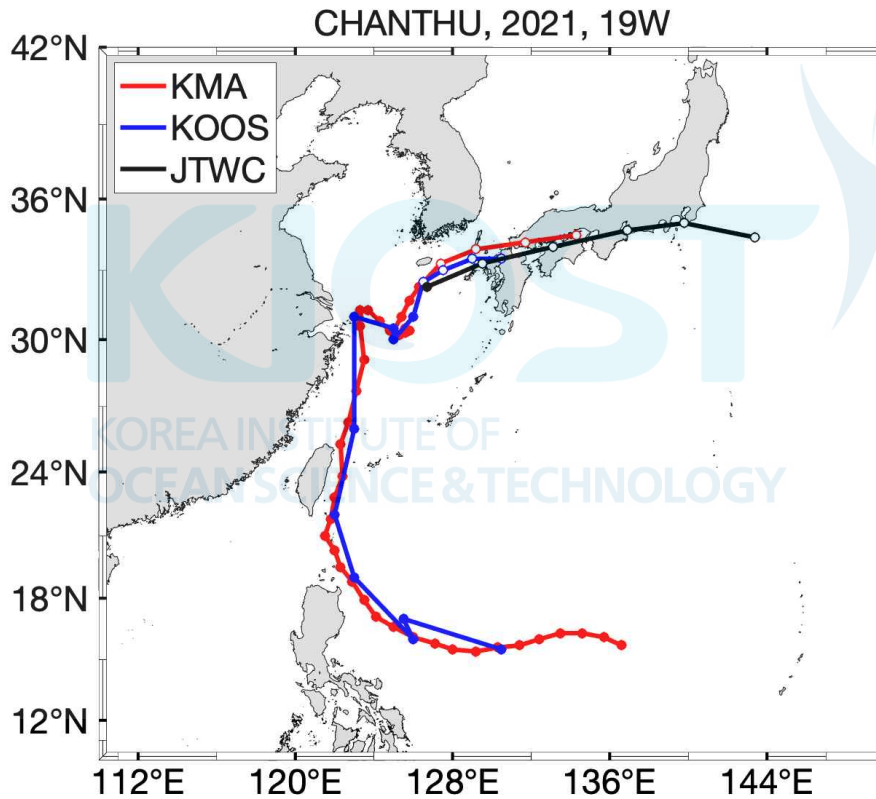 CHANTHU, 2021, 19W
42°N
KMA
KOOS
JTWC
36°N
KIOST
30°N
KOREA INSTITUTE OF
24°N
OCEAN SCIENCE & TECHNOLOGY
18°N
12°N
112°E 120°E 128°E 136°E 144°E